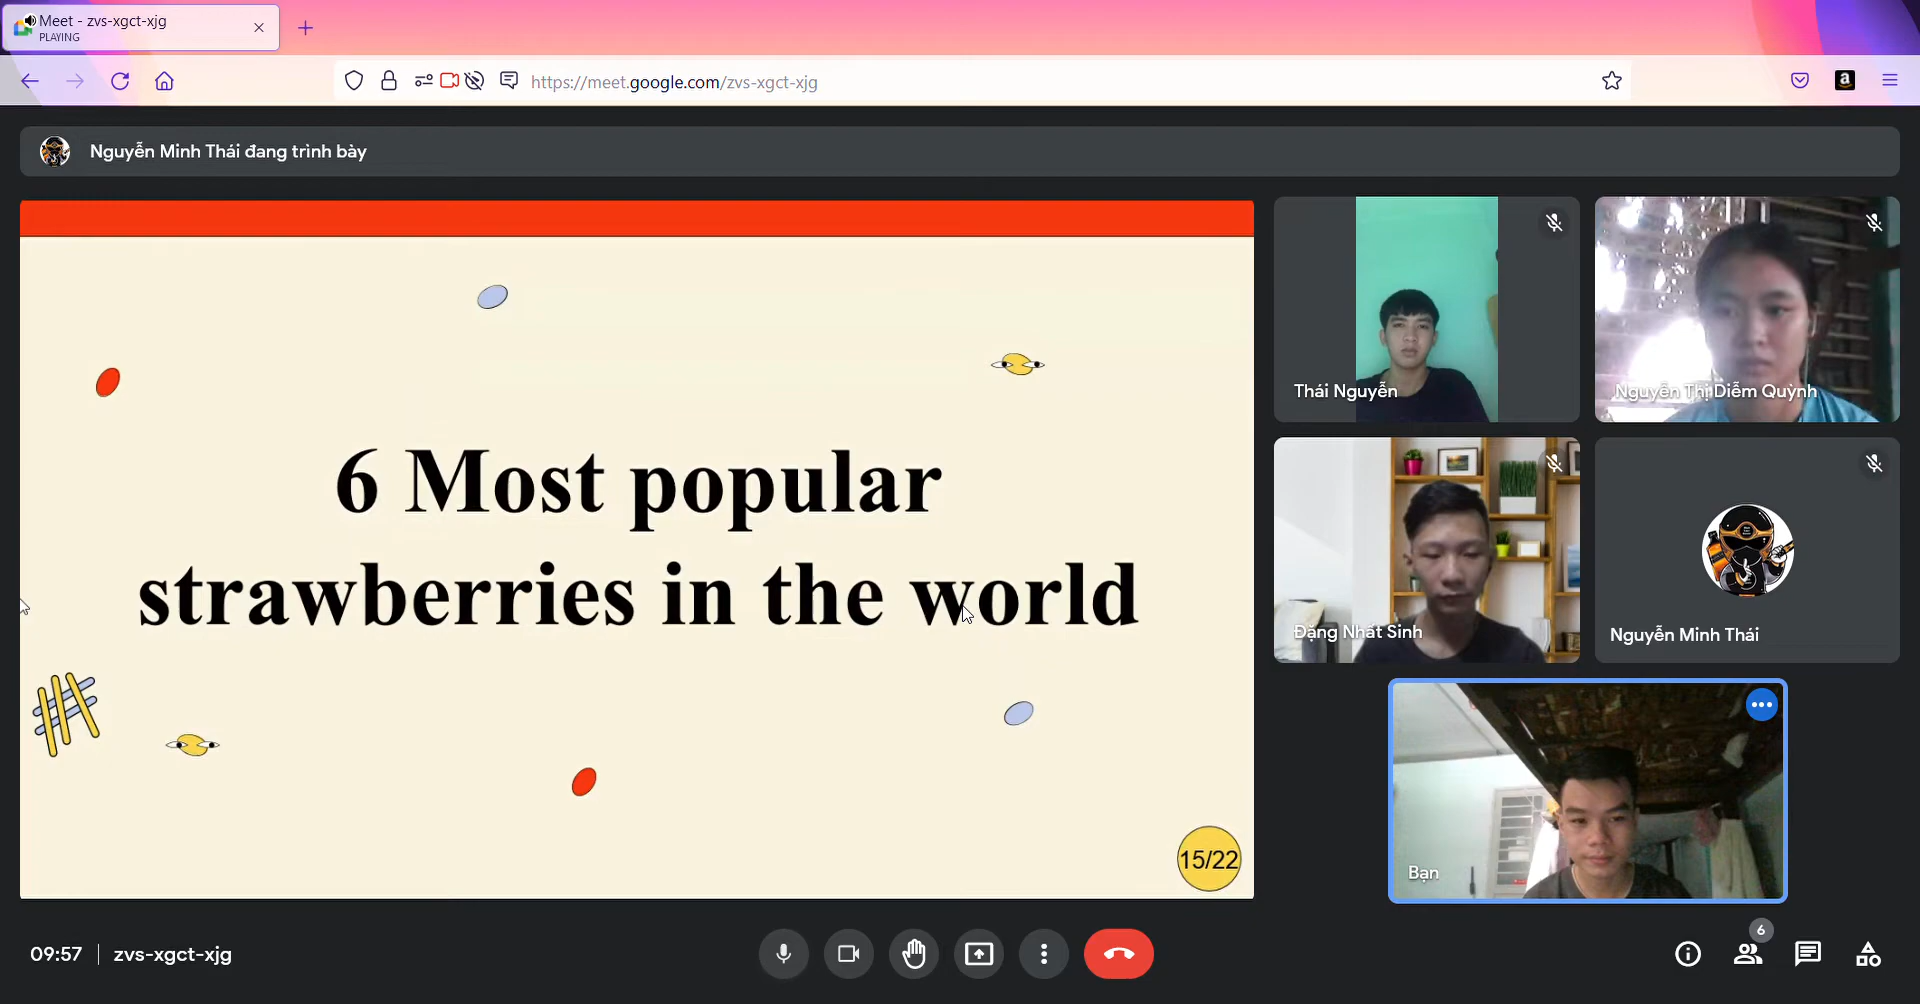 Meet - zvs-xgct-xjg
PLAYING
https://meet.google.com/zvs-xgct-xjg
Nguyễn Minh Thái đang trình bày
6 Most popular
strawberries in the world
15/22
Thái Nguyễn
Nguyễn Thị Diễm Quỳnh
Đặng Nhất Sinh
Nguyễn Minh Thái
Bạn
09:57
zvs-xgct-xjg
6